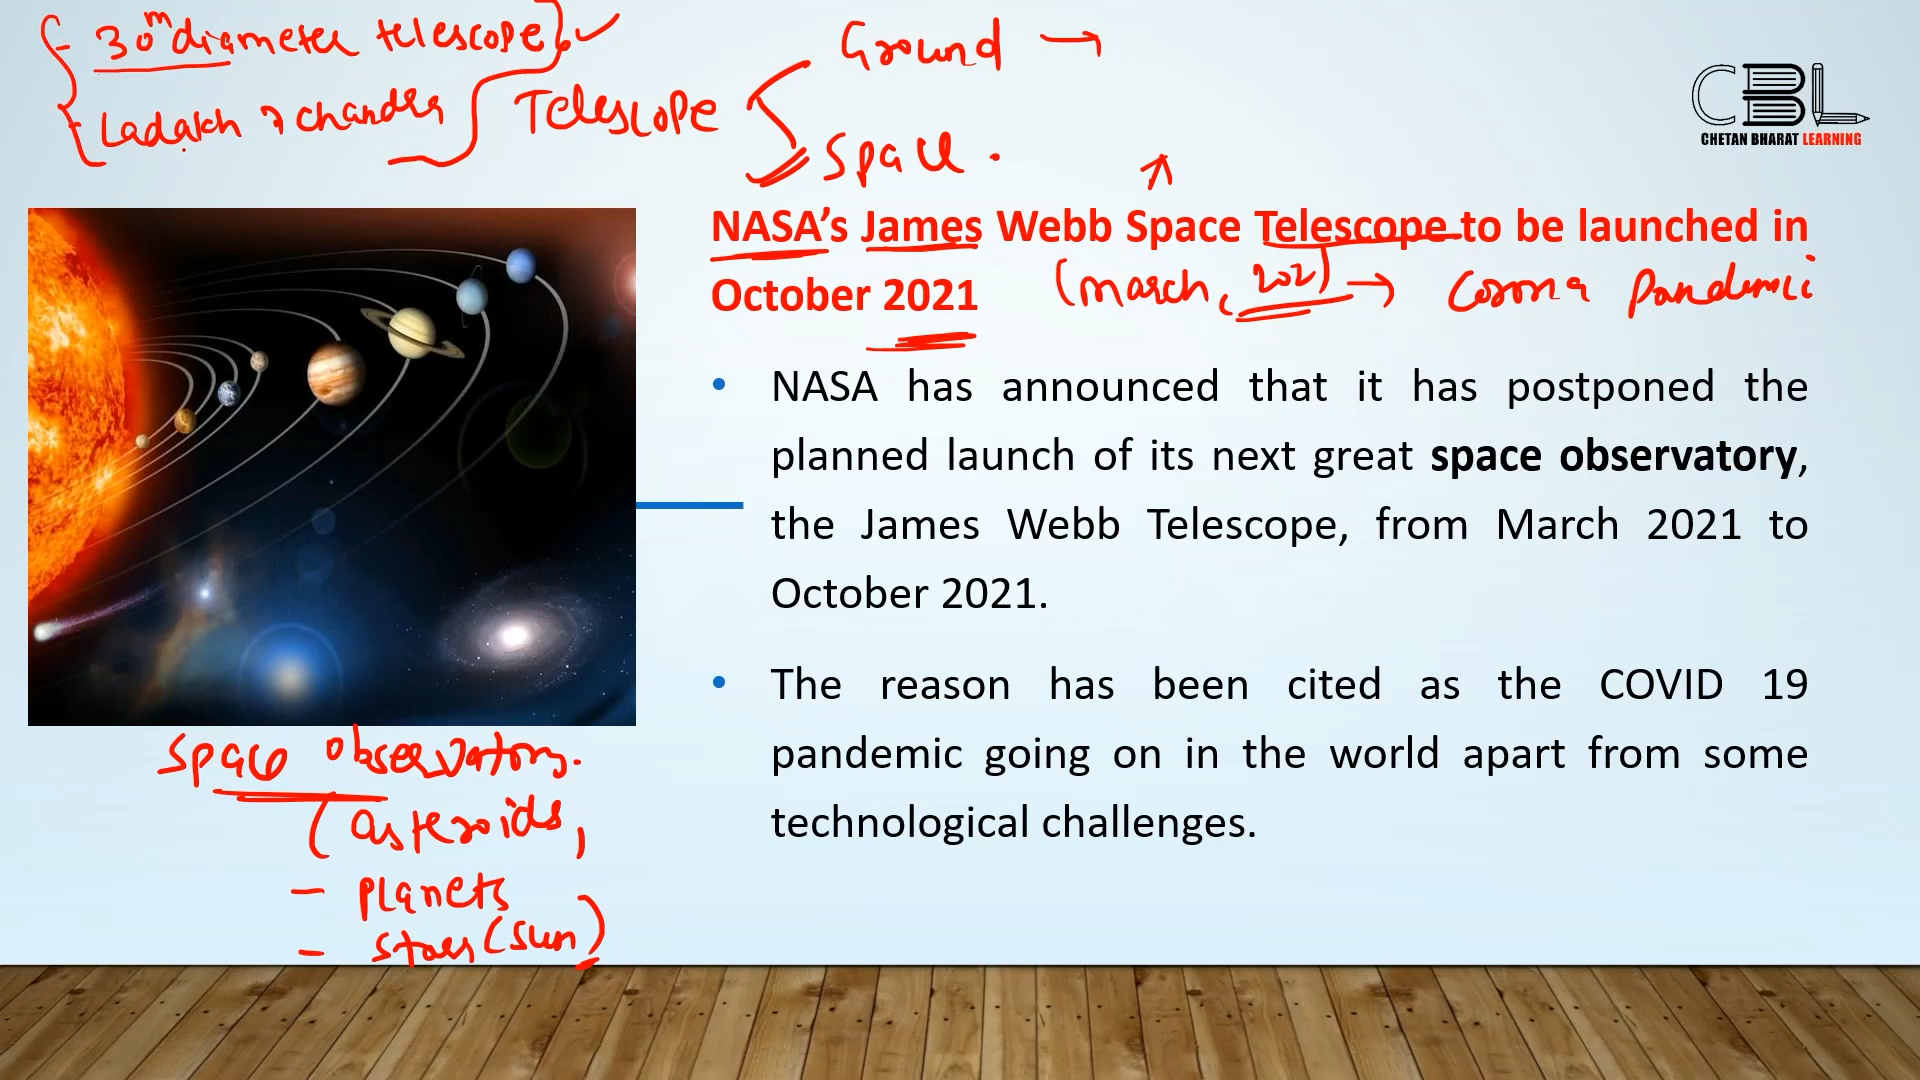 30m diameter telescope
Ladakh → chandra
Telescope
Ground →
Space.
CBL
CHETAN BHARAT LEARNING
NASA's James Webb Space Telescope to be launched in
October 2021
(March, 2021) → Corona Pandemic
• NASA has announced that it has postponed the
planned launch of its next great space observatory,
the James Webb Telescope, from March 2021 to
October 2021.
• The reason has been cited as the COVID 19
pandemic going on in the world apart from some
technological challenges.
Space observatory.
(asteroids,
- planets
- stars (sun)